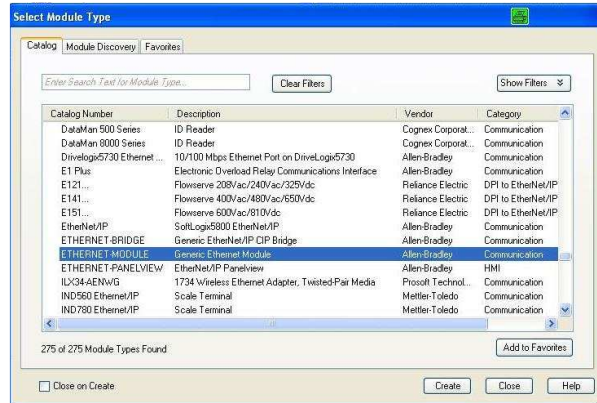 Select Module Type
Catalog Module Discovery Favorites
Enter Search Text for Module Type... Clear Filters Show Filters
Catalog Number Description Vendor Category
DataMan 500 Series ID Reader Cognex Corporat... Communication
DataMan 8000 Series ID Reader Cognex Corporat... Communication
Drivelogix5730 Ethernet ... 10/100 Mbps Ethernet Port on DriveLogix5730 Allen-Bradley Communication
E1 Plus Electronic Overload Relay Communications Interface Allen-Bradley Communication
E121... Flowserve 208Vac/240Vac/325Vdc Reliance Electric DPI to EtherNet/IP
E141... Flowserve 400Vac/480Vac/650Vdc Reliance Electric DPI to EtherNet/IP
E151... Flowserve 600Vac/810Vdc Reliance Electric DPI to EtherNet/IP
EtherNet/IP SoftLogix5800 EtherNet/IP Allen-Bradley Communication
ETHERNET-BRIDGE Generic EtherNet/IP CIP Bridge Allen-Bradley Communication
ETHERNET-MODULE Generic Ethernet Module Allen-Bradley Communication
ETHERNET-PANELVIEW EtherNet/IP Panelview Allen-Bradley HMI
ILX34-AENWG 1734 Wireless Ethernet Adapter, Twisted-Pair Media Prosoft Technol... Communication
IND560 Ethernet/IP Scale Terminal Mettler-Toledo Communication
IND780 Ethernet/IP Scale Terminal Mettler-Toledo Communication
275 of 275 Module Types Found Add to Favorites
Close on Create Create Close Help